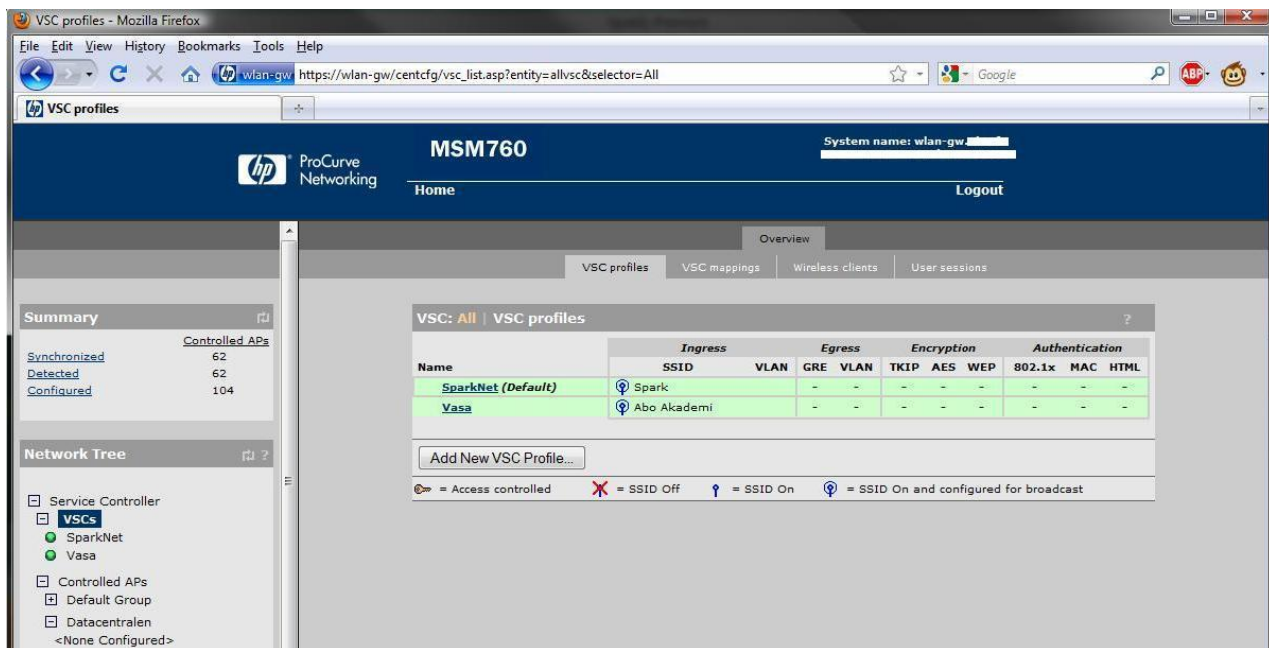 VSC profiles - Mozilla Firefox
File Edit View History Bookmarks Tools Help
wlan-gw https://wlan-gw/centcfg/vsc_list.asp?entity=allvsc&selector=All Google ABP
VSC profiles
hp ProCurve Networking
MSM760
System name: wlan-gw.
Home Logout
Overview
VSC profiles VSC mappings Wireless clients User sessions
Summary
Controlled APs
Synchronized 62
Detected 62
Configured 104
Network Tree ?
Service Controller
VSCs
SparkNet
Vasa
Controlled APs
Default Group
Datacentralen
<None Configured>
VSC: All | VSC profiles ?
Ingress Egress Encryption Authentication
Name SSID VLAN GRE VLAN TKIP AES WEP 802.1x MAC HTML
SparkNet (Default) Spark - - - - - - - -
Vasa Abo Akademi - - - - - - - -
Add New VSC Profile...
= Access controlled = SSID Off = SSID On = SSID On and configured for broadcast